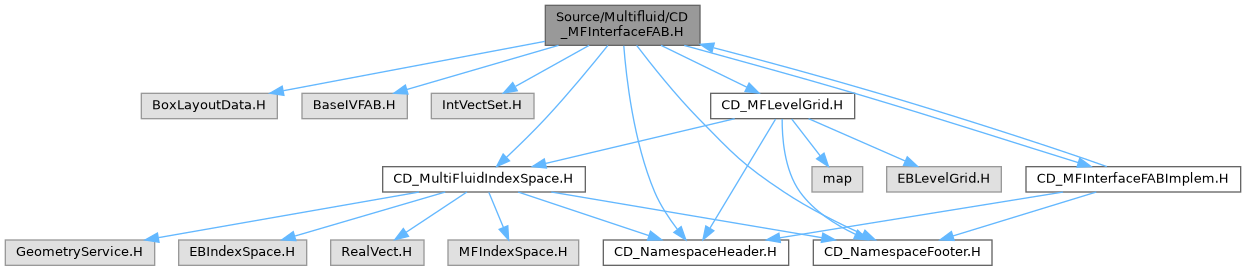 Source/Multifluid/CD
_MFInterfaceFAB.H
BoxLayoutData.H
BaseIVFAB.H
IntVectSet.H
CD_MFLevelGrid.H
CD_MultiFluidIndexSpace.H
map
EBLevelGrid.H
CD_MFInterfaceFABImplem.H
GeometryService.H
EBIndexSpace.H
RealVect.H
MFIndexSpace.H
CD_NamespaceHeader.H
CD_NamespaceFooter.H